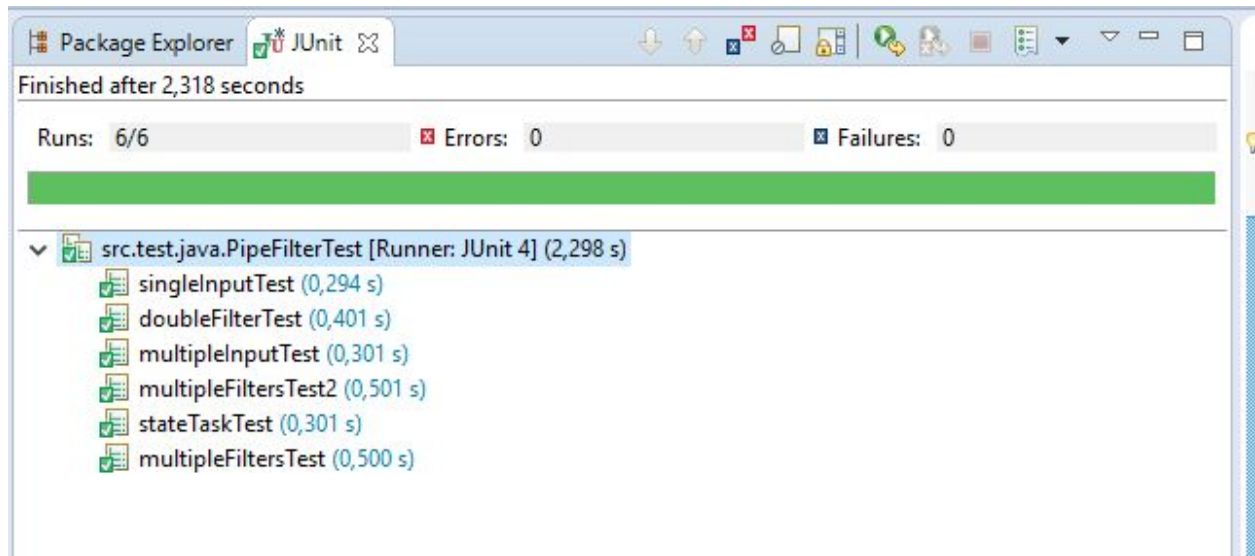 Package Explorer JUnit
Finished after 2,318 seconds
Runs: 6/6 Errors: 0 Failures: 0
src.test.java.PipeFilterTest [Runner: JUnit 4] (2,298 s)
singleInputTest (0,294 s)
doubleFilterTest (0,401 s)
multipleInputTest (0,301 s)
multipleFiltersTest2 (0,501 s)
stateTaskTest (0,301 s)
multipleFiltersTest (0,500 s)